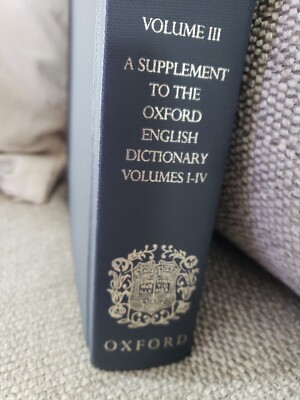 VOLUME III
A SUPPLEMENT
TO THE
OXFORD
ENGLISH
DICTIONARY
VOLUMES I-IV
OXFORD